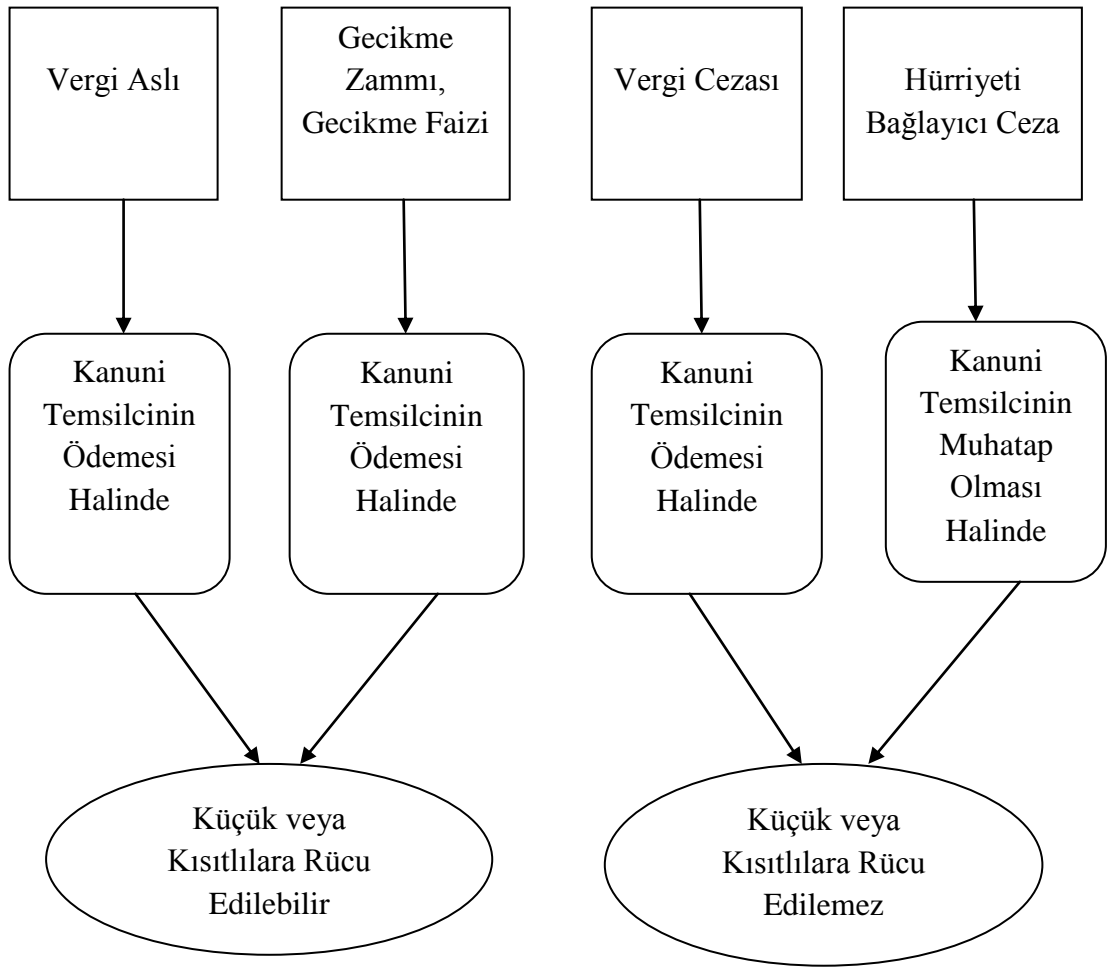 Vergi Aslı
Gecikme
Zammı,
Gecikme Faizi
Vergi Cezası
Hürriyeti
Bağlayıcı Ceza
Kanuni
Temsilcinin
Ödemesi
Halinde
Kanuni
Temsilcinin
Ödemesi
Halinde
Kanuni
Temsilcinin
Ödemesi
Halinde
Kanuni
Temsilcinin
Muhatap
Olması
Halinde
Küçük veya
Kısıtlılara Rücu
Edilebilir
Küçük veya
Kısıtlılara Rücu
Edilemez